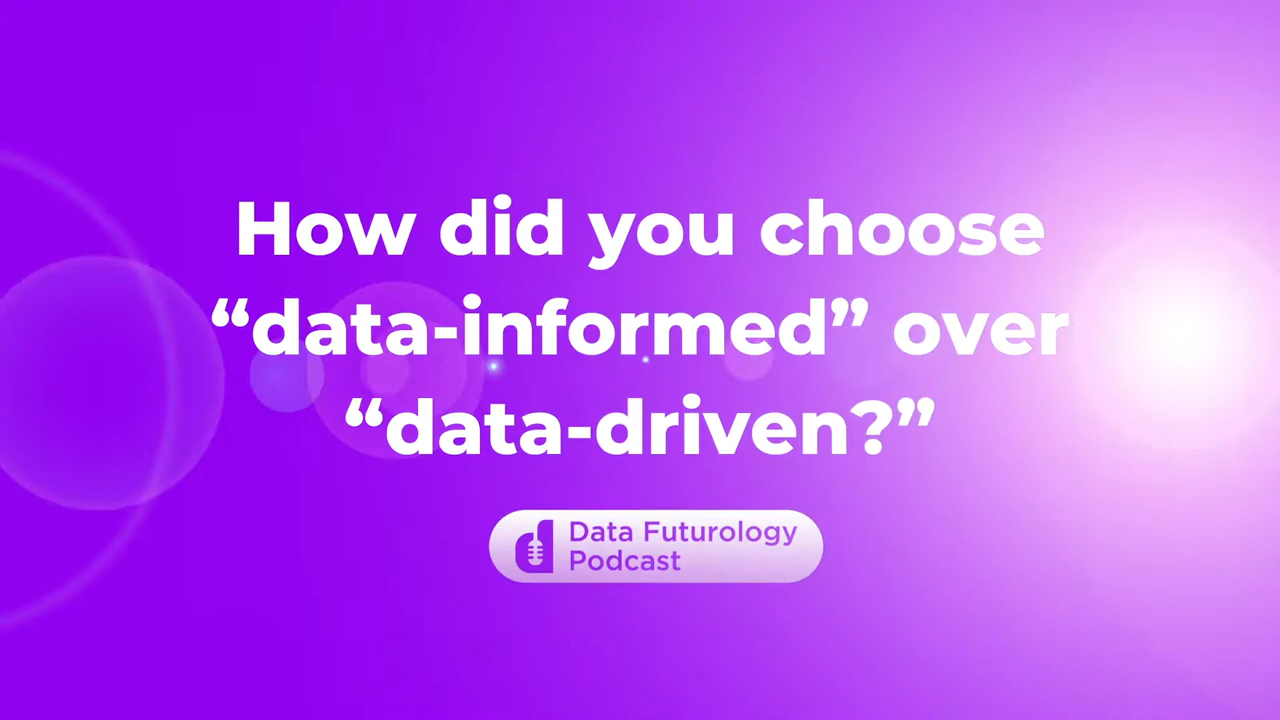 How did you choose
“data-informed” over
“data-driven?”
Data Futurology
Podcast